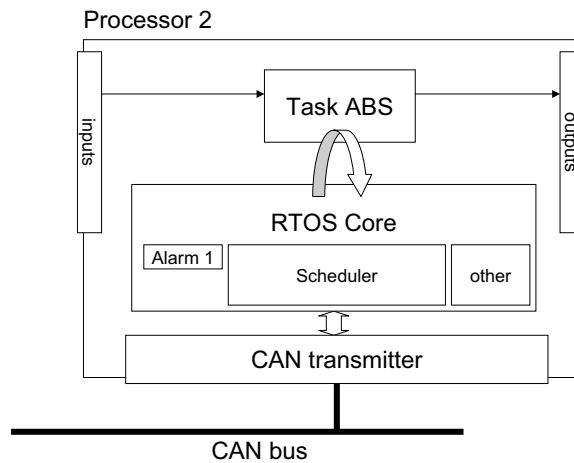 Processor 2
inputs
Task ABS
outputs
RTOS Core
Alarm 1
Scheduler
other
CAN transmitter
CAN bus